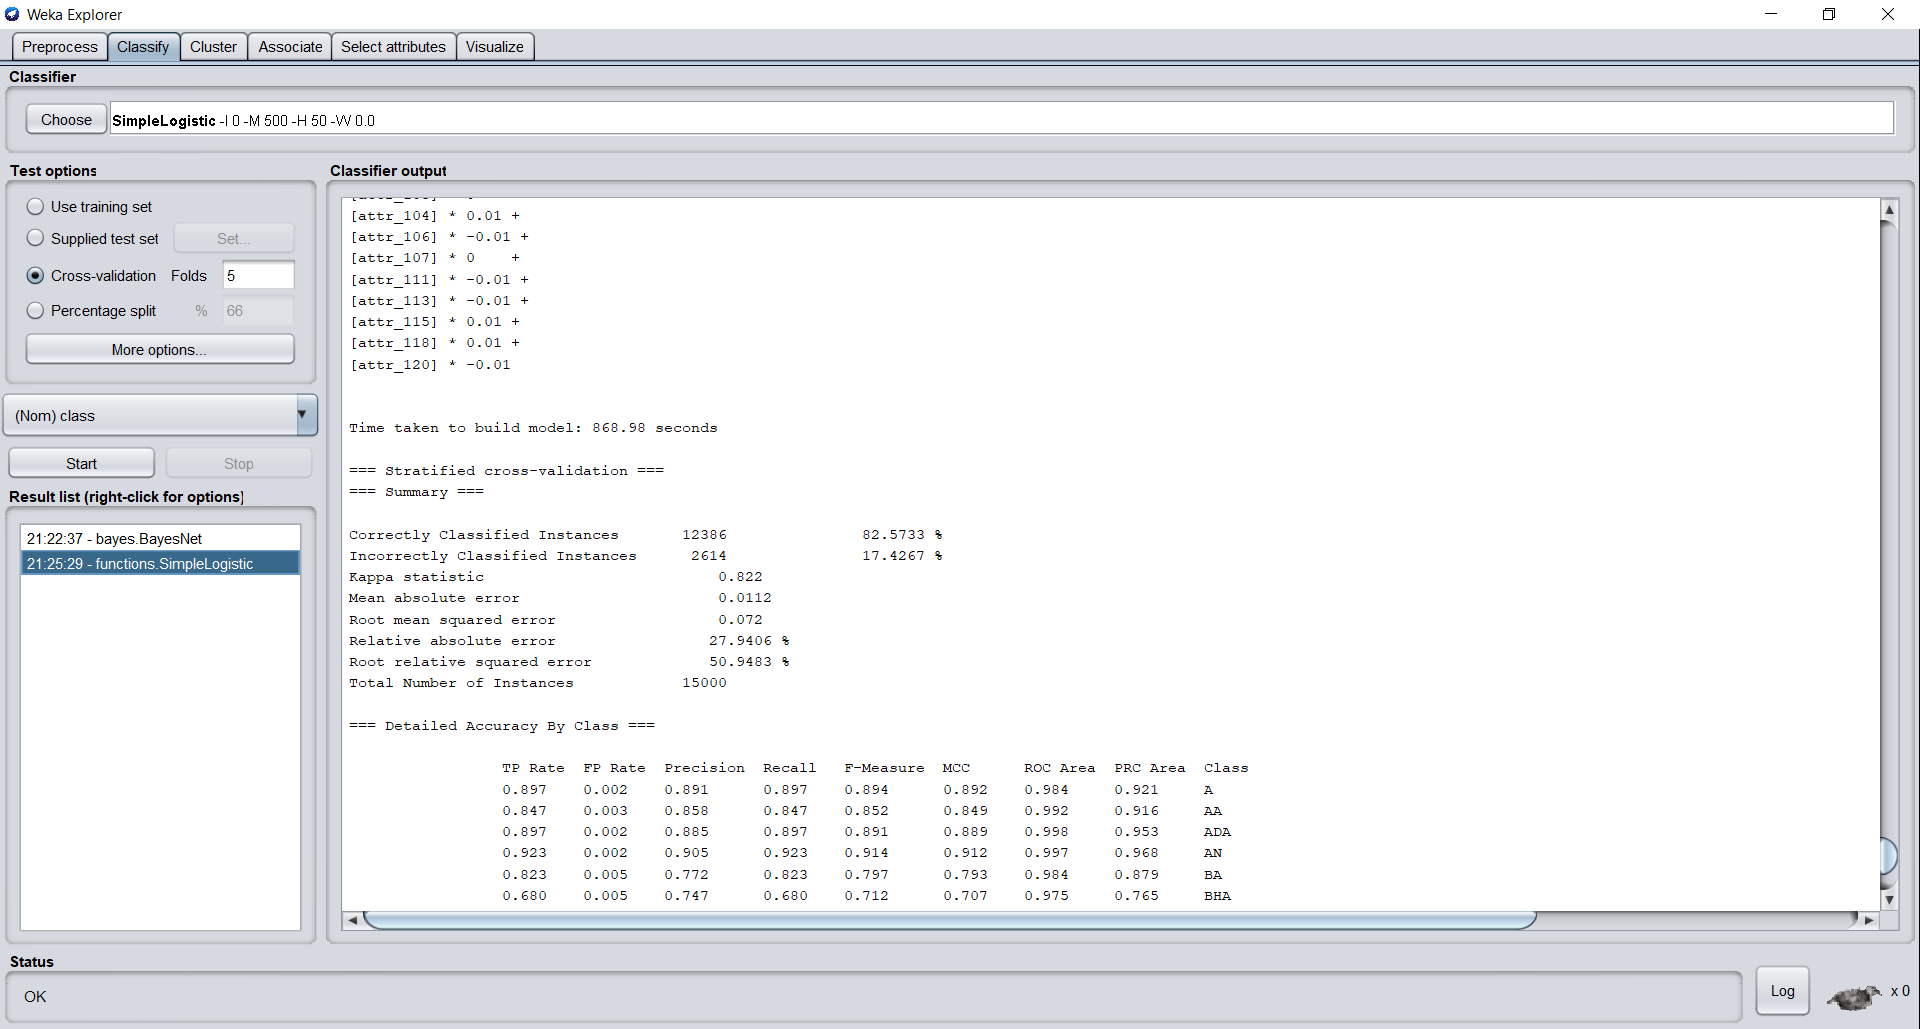 Weka Explorer
Preprocess Classify Cluster Associate Select attributes Visualize
Classifier
Choose SimpleLogistic -I 0 -M 500 -H 50 -W 0.0
Test options
Use training set
Supplied test set Set...
Cross-validation Folds 5
Percentage split % 66
More options...
(Nom) class
Start Stop
Result list (right-click for options)
21:22:37 - bayes.BayesNet
21:25:29 - functions.SimpleLogistic
Classifier output
[attr_104] * 0.01 +
[attr_106] * -0.01 +
[attr_107] * 0 +
[attr_111] * -0.01 +
[attr_113] * -0.01 +
[attr_115] * 0.01 +
[attr_118] * 0.01 +
[attr_120] * -0.01
Time taken to build model: 868.98 seconds
=== Stratified cross-validation ===
=== Summary ===
Correctly Classified Instances 12386 82.5733 %
Incorrectly Classified Instances 2614 17.4267 %
Kappa statistic 0.822
Mean absolute error 0.0112
Root mean squared error 0.072
Relative absolute error 27.9406 %
Root relative squared error 50.9483 %
Total Number of Instances 15000
=== Detailed Accuracy By Class ===
TP Rate FP Rate Precision Recall F-Measure MCC ROC Area PRC Area Class
0.897 0.002 0.891 0.897 0.894 0.892 0.984 0.921 A
0.847 0.003 0.858 0.847 0.852 0.849 0.992 0.916 AA
0.897 0.002 0.885 0.897 0.891 0.889 0.998 0.953 ADA
0.923 0.002 0.905 0.923 0.914 0.912 0.997 0.968 AN
0.823 0.005 0.772 0.823 0.797 0.793 0.984 0.879 BA
0.680 0.005 0.747 0.680 0.712 0.707 0.975 0.765 BHA
Status
OK
Log x 0